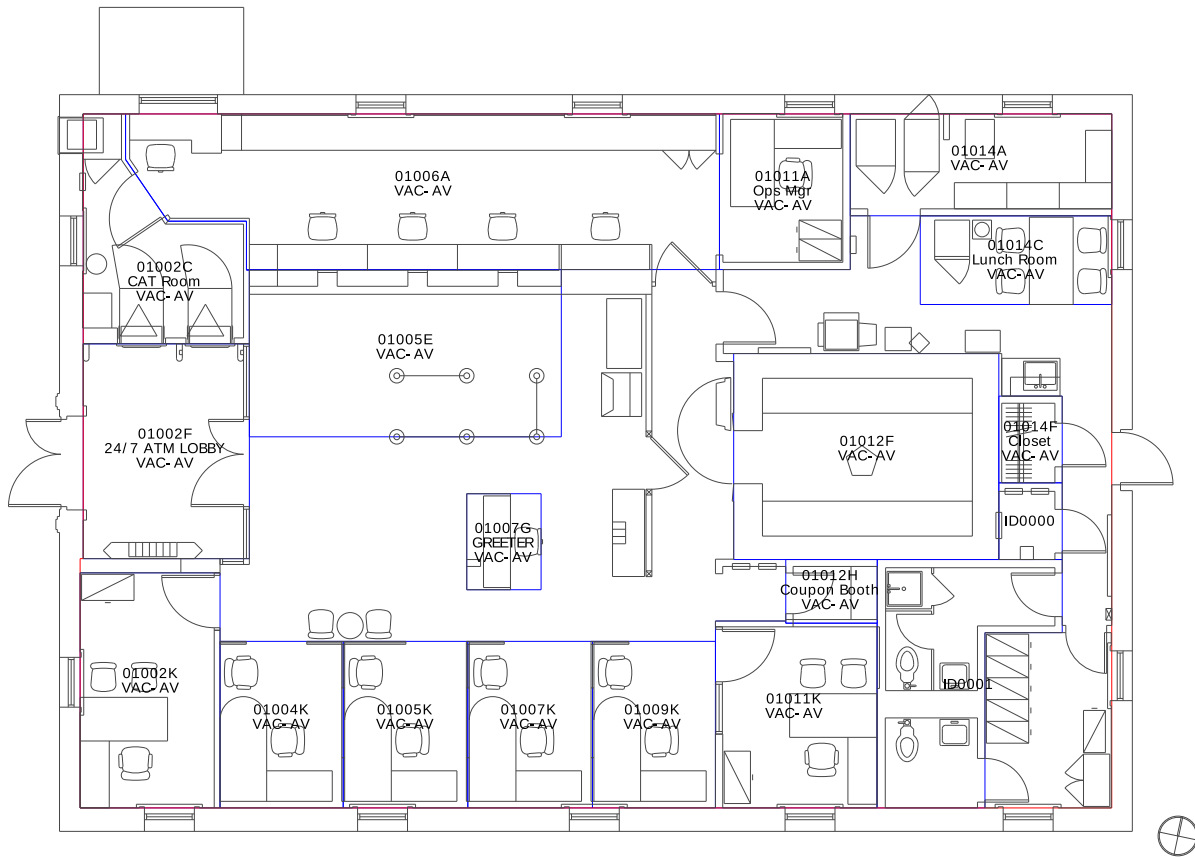 01014A
VAC-AV
01006A
VAC-AV
01011A
Ops Mgr
VAC-AV
01014C
Lunch Room
VAC-AV
01002C
CAT Room
VAC-AV
01005E
VAC-AV
01002F
24/7 ATM LOBBY
VAC-AV
01012F
VAC-AV
01014F
Closet
VAC-AV
01007G
GREETER
VAC-AV
ID0000
01012H
Coupon Booth
VAC-AV
01002K
VAC-AV
01004K
VAC-AV
01005K
VAC-AV
01007K
VAC-AV
01009K
VAC-AV
01011K
VAC-AV
ID0001